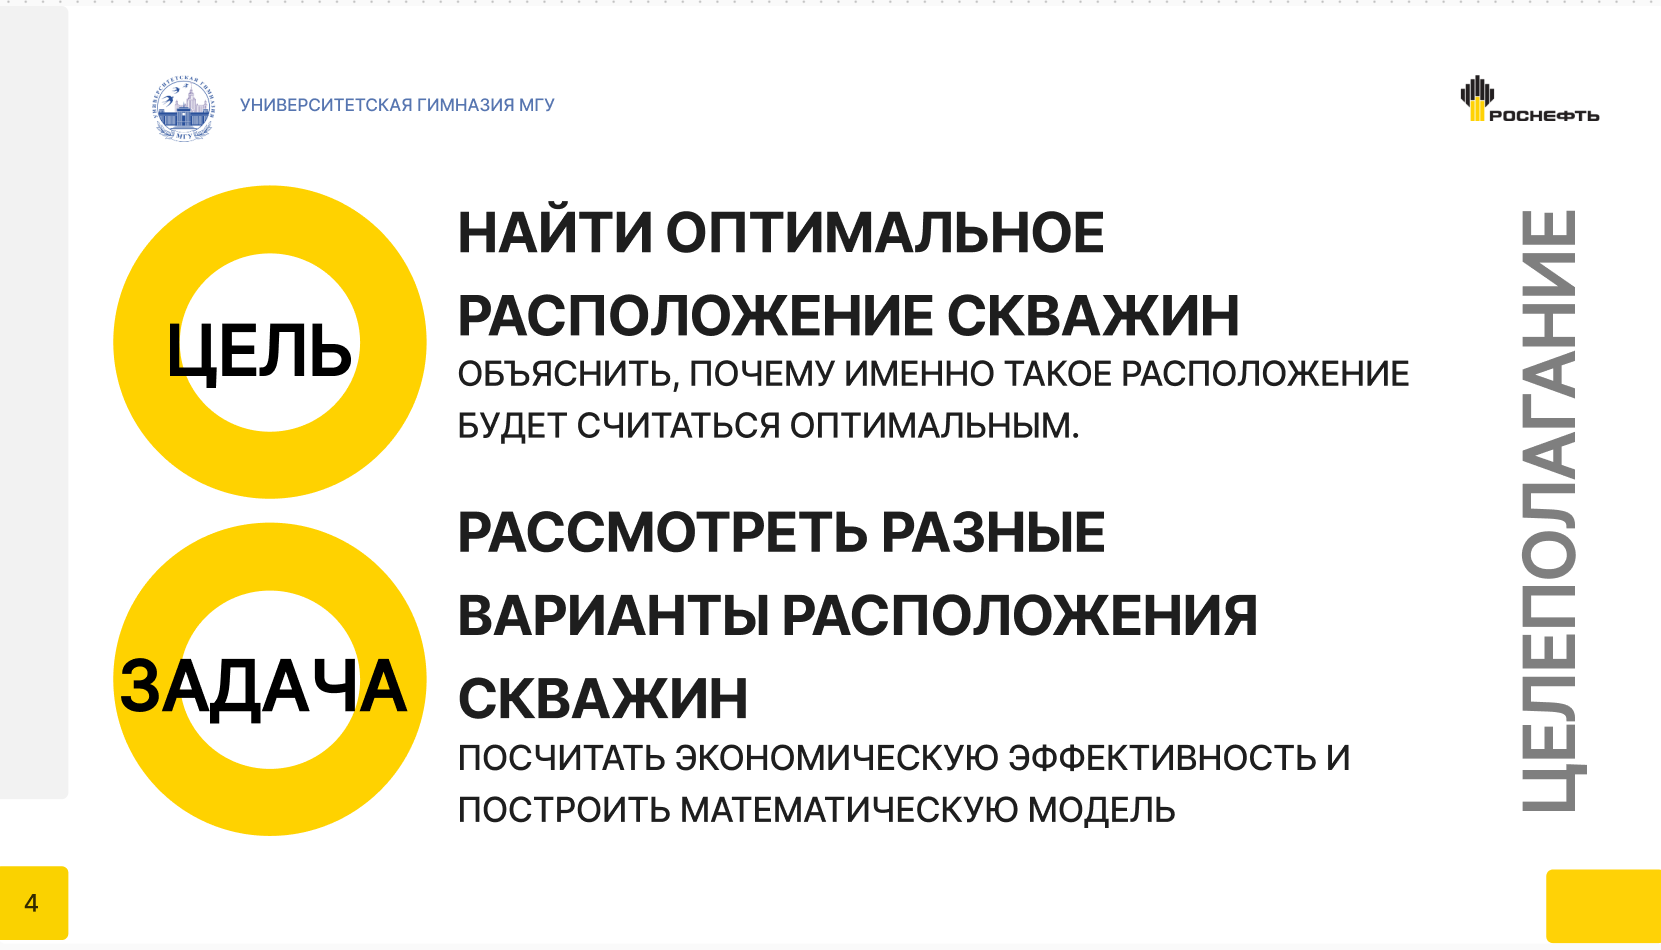 УНИВЕРСИТЕТСКАЯ ГИМНАЗИЯ МГУ
РОСНЕФТЬ
ЦЕЛЬ
НАЙТИ ОПТИМАЛЬНОЕ
РАСПОЛОЖЕНИЕ СКВАЖИН
ОБЪЯСНИТЬ, ПОЧЕМУ ИМЕННО ТАКОЕ РАСПОЛОЖЕНИЕ
БУДЕТ СЧИТАТЬСЯ ОПТИМАЛЬНЫМ.
ЗАДАЧА
РАССМОТРЕТЬ РАЗНЫЕ
ВАРИАНТЫ РАСПОЛОЖЕНИЯ
СКВАЖИН
ПОСЧИТАТЬ ЭКОНОМИЧЕСКУЮ ЭФФЕКТИВНОСТЬ И
ПОСТРОИТЬ МАТЕМАТИЧЕСКУЮ МОДЕЛЬ
ЦЕЛЕПОЛАГАНИЕ
4